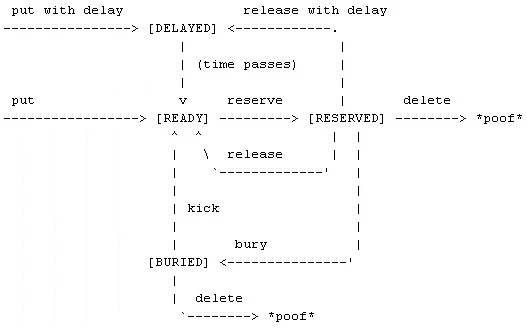 put with delay release with delay
----------------> [DELAYED] <------------.
| |
| (time passes) |
| |
put v reserve | delete
-----------------> [READY] ---------> [RESERVED] --------> *poof*
^ ^ | |
| \ release | |
| `-------------' |
| |
| kick |
| |
| bury |
[BURIED] <---------------'
|
| delete
`--------> *poof*